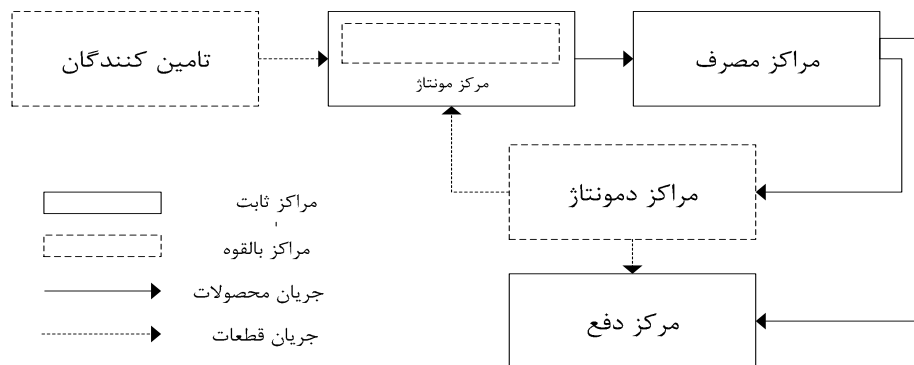 تامین کنندگان
مرکز مونتاژ
مراکز مصرف
مراکز دمونتاژ
مرکز دفع
مراکز ثابت
مراکز بالقوه
جریان محصولات
جریان قطعات